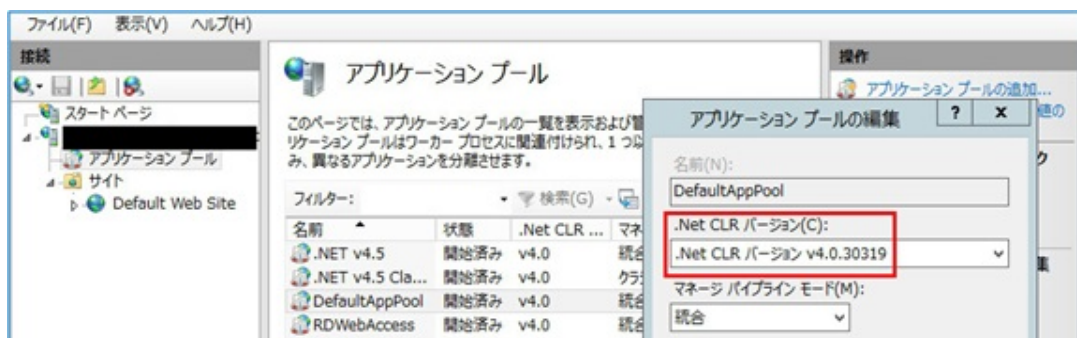 ファイル(F) 表示(V) ヘルプ(H)
接続
スタート ページ
アプリケーション プール
サイト
Default Web Site
アプリケーション プール
このページでは、アプリケーション プールの一覧を表示および管
リケーション プールはワーカー プロセスに関連付けられ、1 つ以
み、異なるアプリケーションを分離させます。
フィルター: 検索(G)
名前 状態 .Net CLR ... マネ
.NET v4.5 開始済み v4.0 統合
.NET v4.5 Cla... 開始済み v4.0 クラ
DefaultAppPool 開始済み v4.0 統合
RDWebAccess 開始済み v4.0 統合
操作
アプリケーション プールの追加...
値の
ク
集
アプリケーション プールの編集 ? x
名前(N):
DefaultAppPool
.Net CLR バージョン(C):
.Net CLR バージョン v4.0.30319
マネージ パイプライン モード(M):
統合